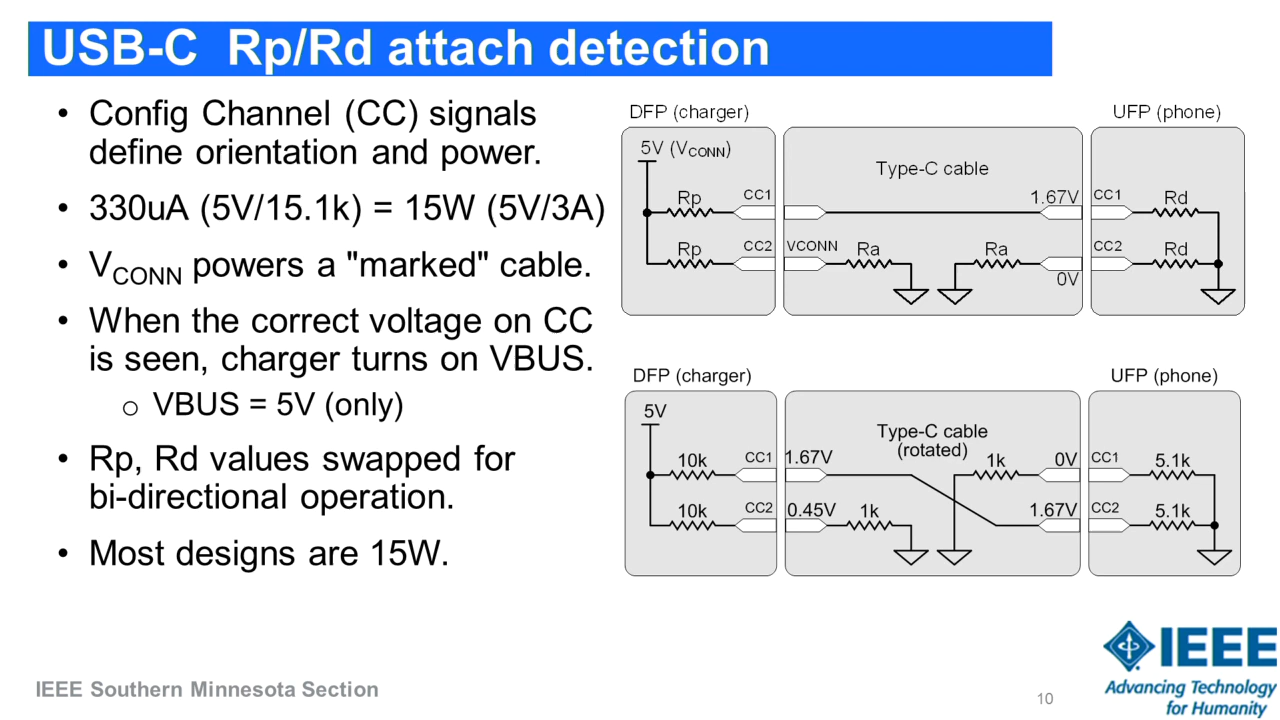 USB-C Rp/Rd attach detection
• Config Channel (CC) signals
define orientation and power.
• 330uA (5V/15.1k) = 15W (5V/3A)
• VCONN powers a "marked" cable.
• When the correct voltage on CC
is seen, charger turns on VBUS.
o VBUS = 5V (only)
• Rp, Rd values swapped for
bi-directional operation.
• Most designs are 15W.
DFP (charger)
UFP (phone)
5V (VCONN)
Type-C cable
Rp
CC1
1.67V
CC1
Rd
Rp
CC2
VCONN
Ra
Ra
CC2
Rd
0V
DFP (charger)
UFP (phone)
5V
Type-C cable
(rotated)
10k
CC1
1.67V
1k
0V
CC1
5.1k
10k
CC2
0.45V
1k
1.67V
CC2
5.1k
IEEE
Advancing Technology
for Humanity
IEEE Southern Minnesota Section
10